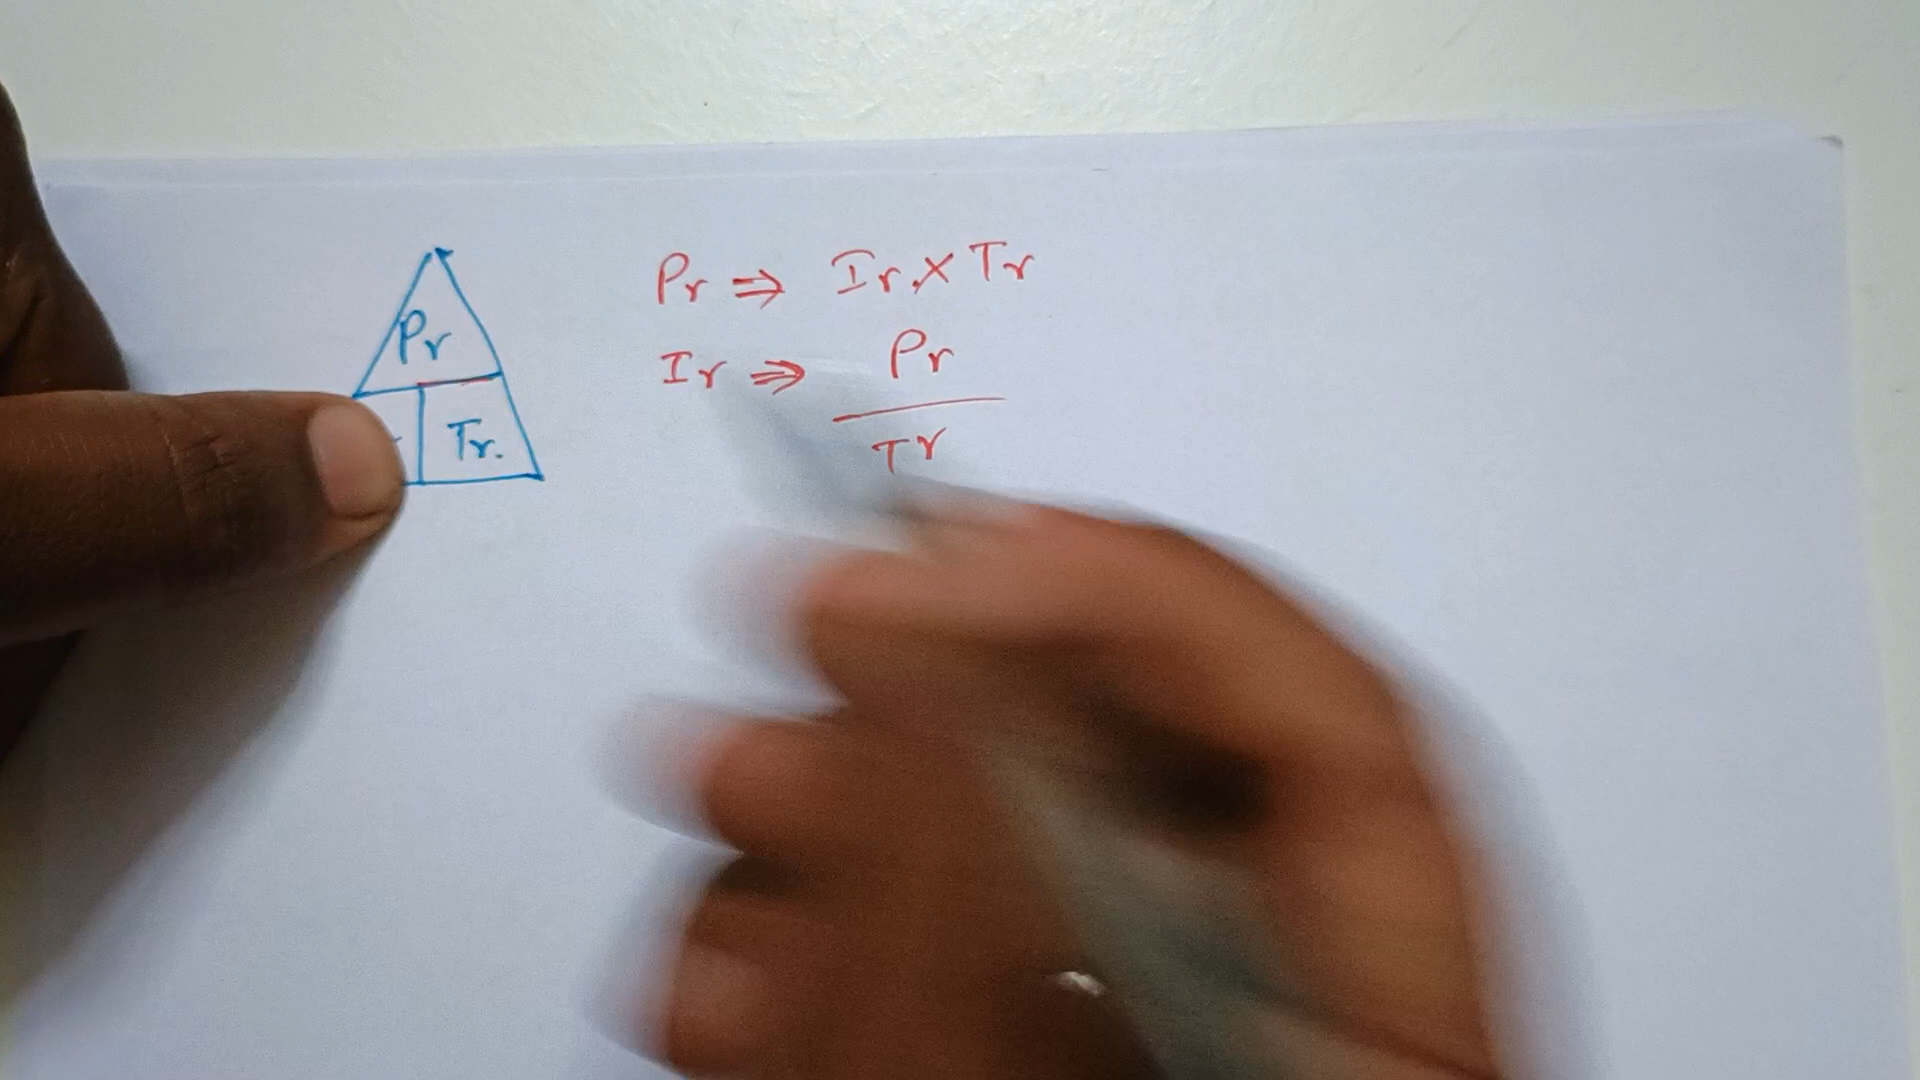 Pr
Tr.
Pr ⇒ Ir × Tr
Ir ⇒ Pr
Tr